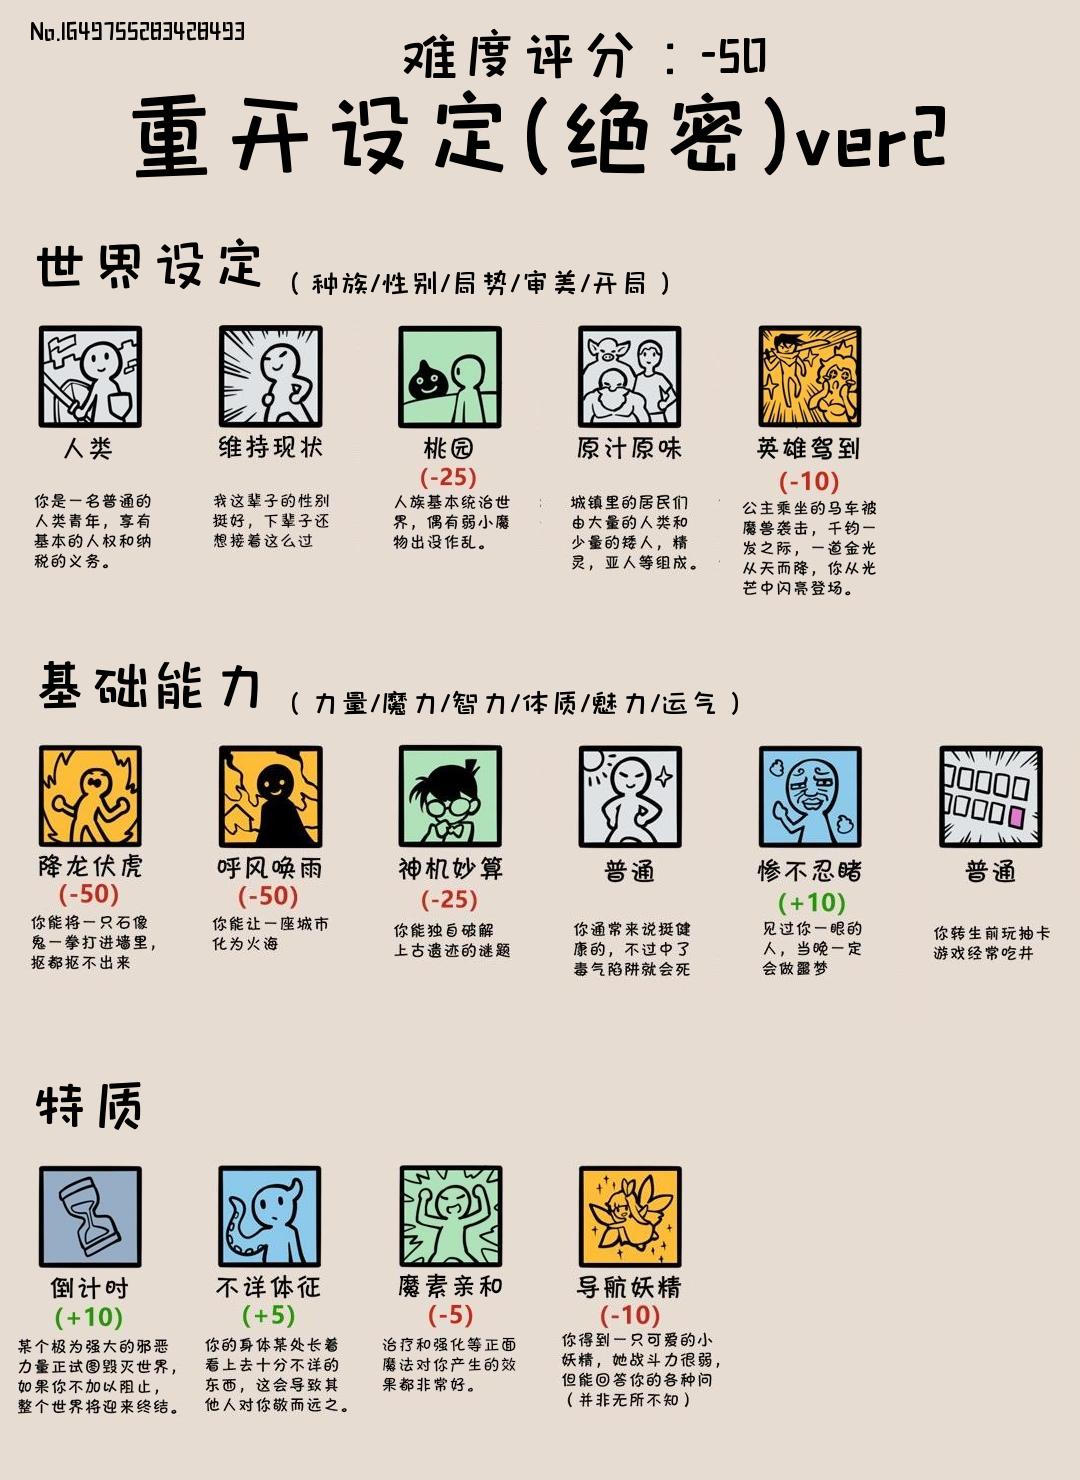 No.1649755283428493
难度评分：-50
重开设定(绝密)ver2
世界设定 （种族/性别/局势/审美/开局）
人类
维持现状
桃园
原汁原味
英雄驾到
(-25)
(-10)
你是一名普通的
人类青年，享有
基本的人权和纳
税的义务。
我这辈子的性别
挺好，下辈子还
想接着这么过
人族基本统治世
界，偶有弱小魔
物出没作乱。
城镇里的居民们
由大量的人类和
少量的矮人，精
灵，亚人等组成。
公主乘坐的马车被
魔兽袭击，千钧一
发之际，一道金光
从天而降，你从光
芒中闪亮登场。
基础能力 （力量/魔力/智力/体质/魅力/运气）
降龙伏虎
(-50)
你能将一只石像
鬼一拳打进墙里，
抠都抠不出来
呼风唤雨
(-50)
你能让一座城市
化为火海
神机妙算
(-25)
你能独自破解
上古遗迹的谜题
普通
你通常来说挺健
康的，不过中了
毒气陷阱就会死
惨不忍睹
(+10)
见过你一眼的
人，当晚一定
会做噩梦
普通
你转生前玩抽卡
游戏经常吃井
特质
倒计时
(+10)
某个极为强大的邪恶
力量正试图毁灭世界，
如果你不加以阻止，
整个世界将迎来终结。
不详体征
(+5)
你的身体某处长着
看上去十分不详的
东西，这会导致其
他人对你敬而远之。
魔素亲和
(-5)
治疗和强化等正面
魔法对你产生的效
果都非常好。
导航妖精
(-10)
你得到一只可爱的小
妖精，她战斗力很弱，
但能回答你的各种问
（并非无所不知）